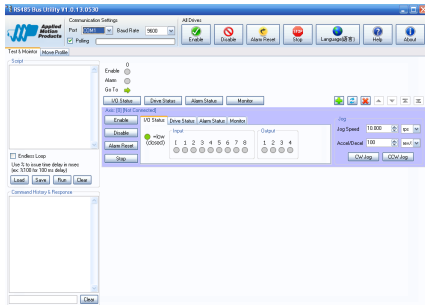 RS485 Bus Utility V1.0.13.0530
Applied Motion Products
Communication Settings
Port COM1 Baud Rate 9600
Polling
All Drives
Enable Disable Alarm Reset Stop Language(语言) Help About
Test & Monitor Move Profile
Script
0
Enable
Alarm
Go To
I/O Status Drive Status Alarm Status Monitor
Axis: [0] (Not Connected)
Enable
Disable
Alarm Reset
Stop
I/O Status Drive Status Alarm Status Monitor
=low (closed)
Input
1 2 3 4 5 6 7 8
Output
1 2 3 4
Jog
Jog Speed 10.000 rps
Accel/Decel 100
CW Jog CCW Jog
Endless Loop
Use % to issue time delay in msec
(ex: %100 for 100 ms delay)
Load Save Run Clear
Command History & Response
Clear